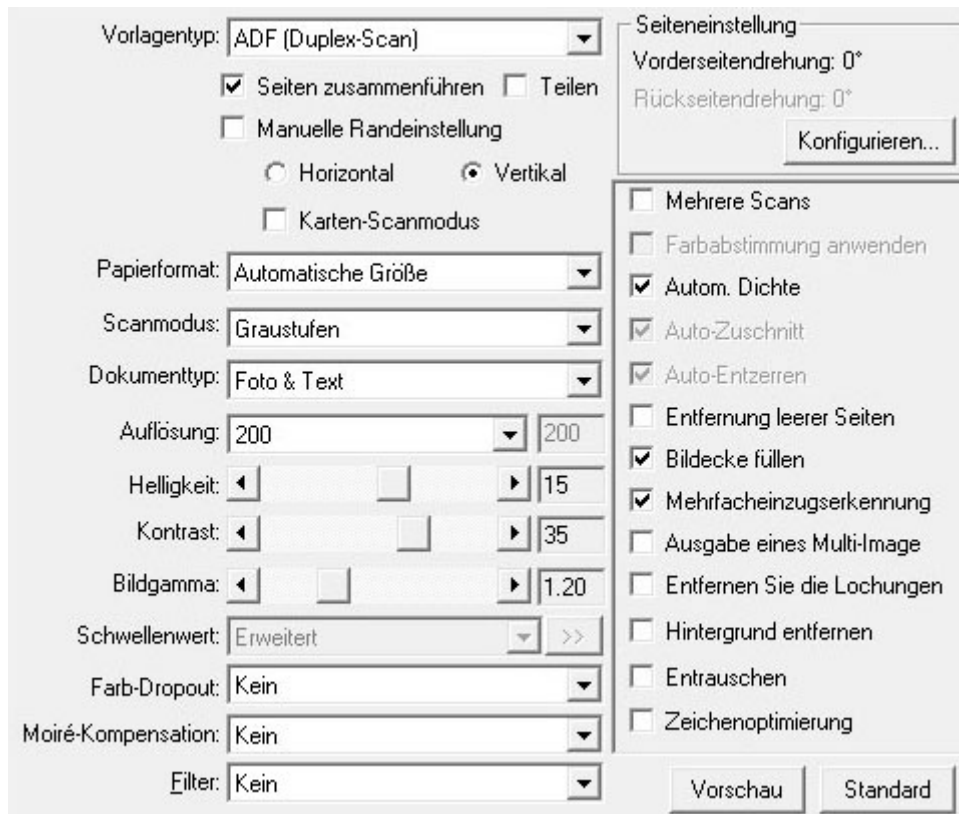 Vorlagentyp: ADF (Duplex-Scan)
Seiten zusammenführen Teilen
Manuelle Randeinstellung
Horizontal Vertikal
Karten-Scanmodus
Papierformat: Automatische Größe
Scanmodus: Graustufen
Dokumenttyp: Foto & Text
Auflösung: 200 200
Helligkeit: 15
Kontrast: 35
Bildgamma: 1.20
Schwellenwert: Erweitert >>
Farb-Dropout: Kein
Moiré-Kompensation: Kein
Filter: Kein
Seiteneinstellung
Vorderseitendrehung: 0°
Rückseitendrehung: 0°
Konfigurieren...
Mehrere Scans
Farbabstimmung anwenden
Autom. Dichte
Auto-Zuschnitt
Auto-Entzerren
Entfernung leerer Seiten
Bildecke füllen
Mehrfacheinzugserkennung
Ausgabe eines Multi-Image
Entfernen Sie die Lochungen
Hintergrund entfernen
Entrauschen
Zeichenoptimierung
Vorschau Standard